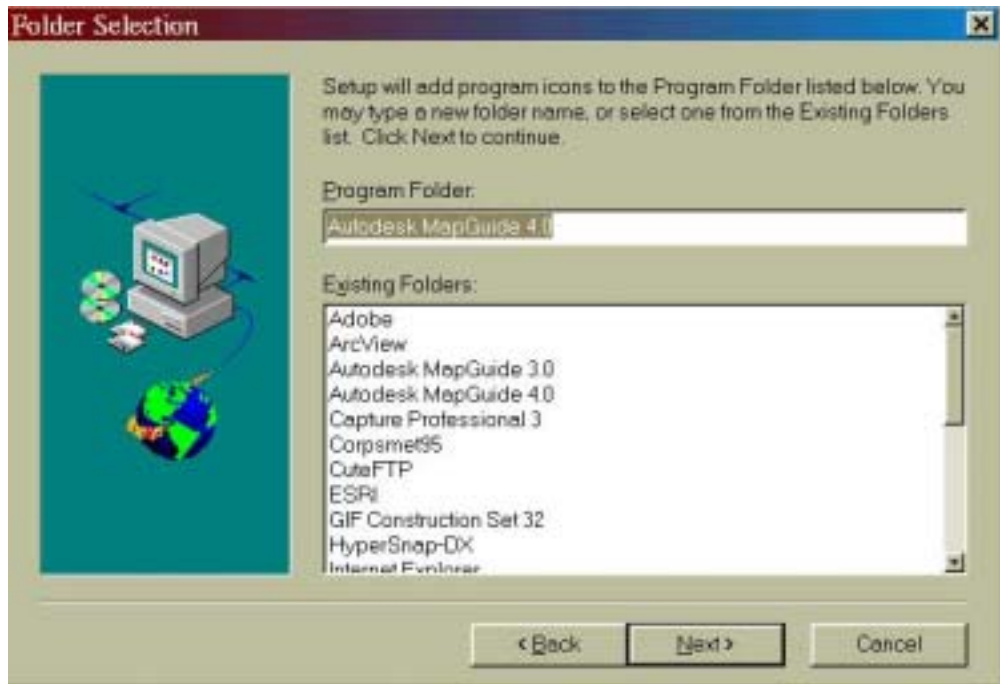 Folder Selection
Setup will add program icons to the Program Folder listed below. You
may type a new folder name, or select one from the Existing Folders
list. Click Next to continue.
Program Folder:
Autodesk MapGuide 4.0
Existing Folders:
Adobe
ArcView
Autodesk MapGuide 3.0
Autodesk MapGuide 4.0
Capture Professional 3
Corpsmet95
CuteFTP
ESRI
GIF Construction Set 32
HyperSnap-DX
Internet Explorer
< Back
Next >
Cancel